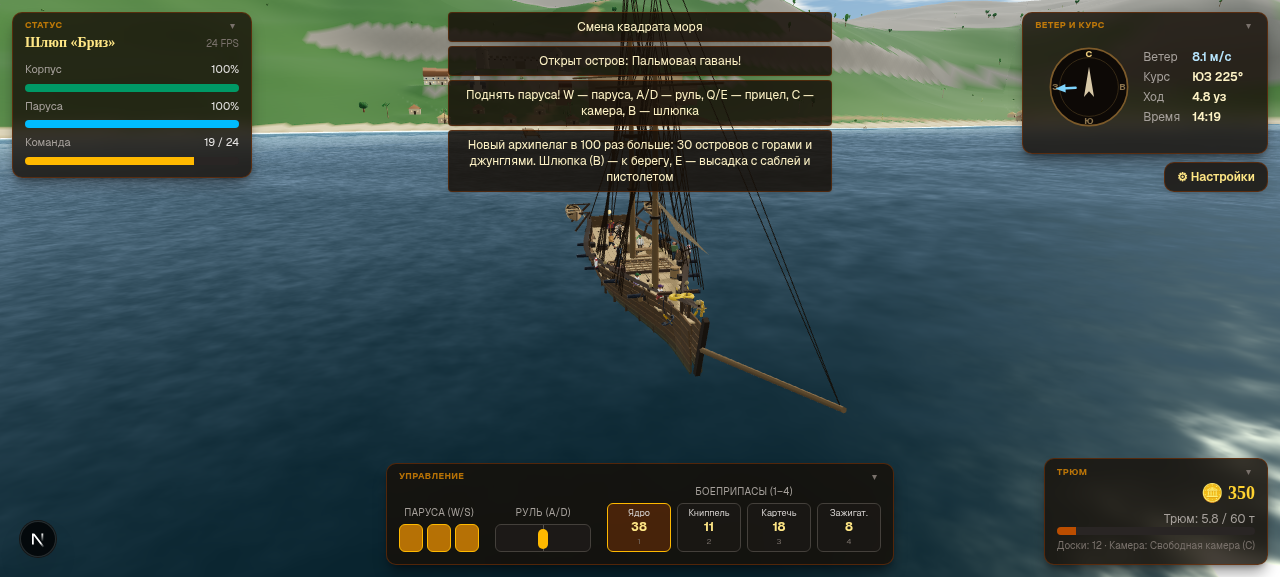 СТАТУС
Шлюп «Бриз»
24 FPS
Корпус 100%
Паруса 100%
Команда 19 / 24
Смена квадрата моря
Открыт остров: Пальмовая гавань!
Поднять паруса! W — паруса, A/D — руль, Q/E — прицел, C —
камера, B — шлюпка
Новый архипелаг в 100 раз больше: 30 островов с горами и
джунглями. Шлюпка (B) — к берегу, E — высадка с саблей и
пистолетом
ВЕТЕР И КУРС
С
З В
Ю
Ветер 8.1 м/с
Курс ЮЗ 225°
Ход 4.8 уз
Время 14:19
⚙ Настройки
УПРАВЛЕНИЕ
ПАРУСА (W/S)
РУЛЬ (A/D)
БОЕПРИПАСЫ (1–4)
Ядро
38
1
Книппель
11
2
Картечь
18
3
Зажигат.
8
4
ТРЮМ
350
Трюм: 5.8 / 60 т
Доски: 12 · Камера: Свободная камера (C)
N